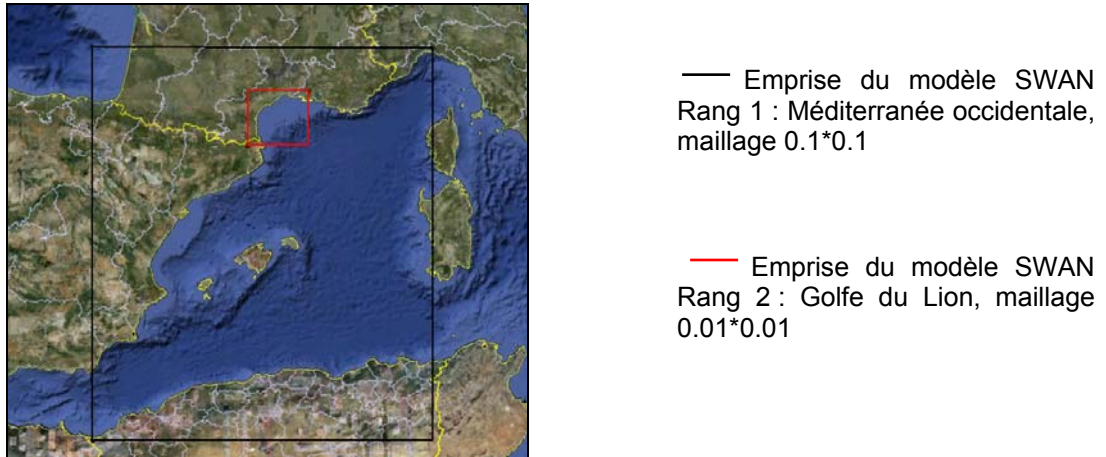 Emprise du modèle SWAN
Rang 1 : Méditerranée occidentale,
maillage 0.1*0.1
Emprise du modèle SWAN
Rang 2 : Golfe du Lion, maillage
0.01*0.01